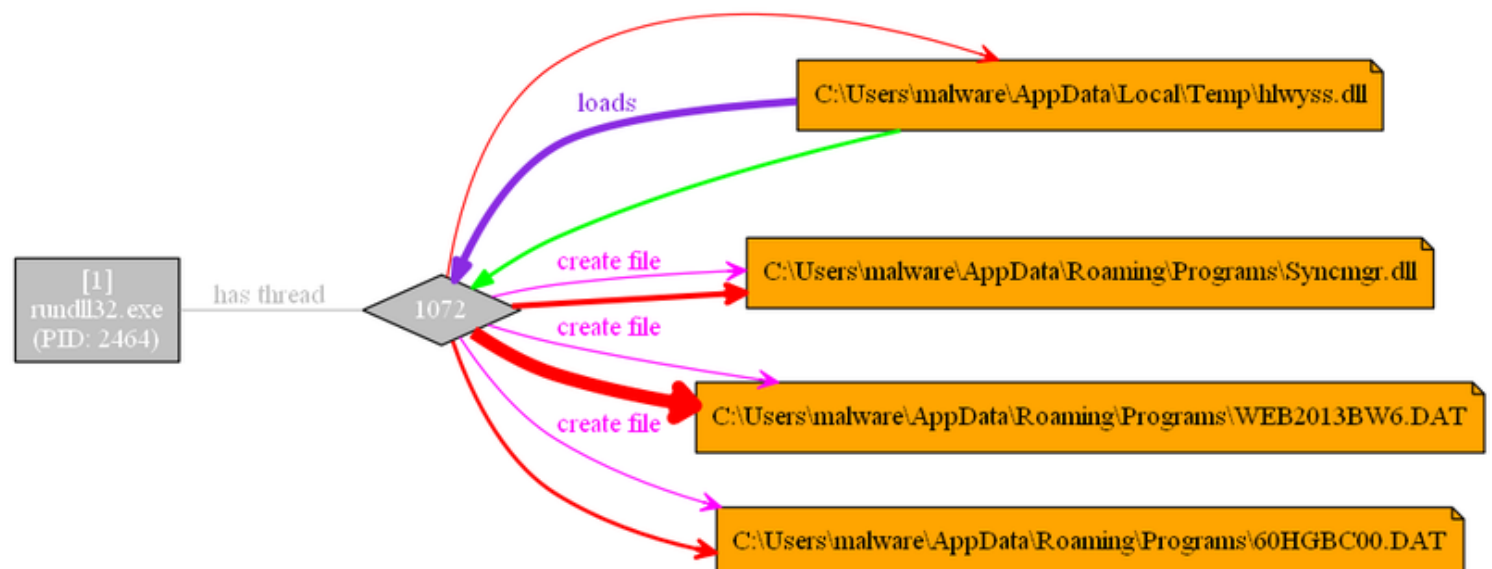 [1]
rundll32.exe
(PID: 2464)
has thread
1072
loads
create file
create file
create file
C:\Users\malware\AppData\Local\Temp\hlwyss.dll
C:\Users\malware\AppData\Roaming\Programs\Syncmgr.dll
C:\Users\malware\AppData\Roaming\Programs\WEB2013BW6.DAT
C:\Users\malware\AppData\Roaming\Programs\60HGBC00.DAT